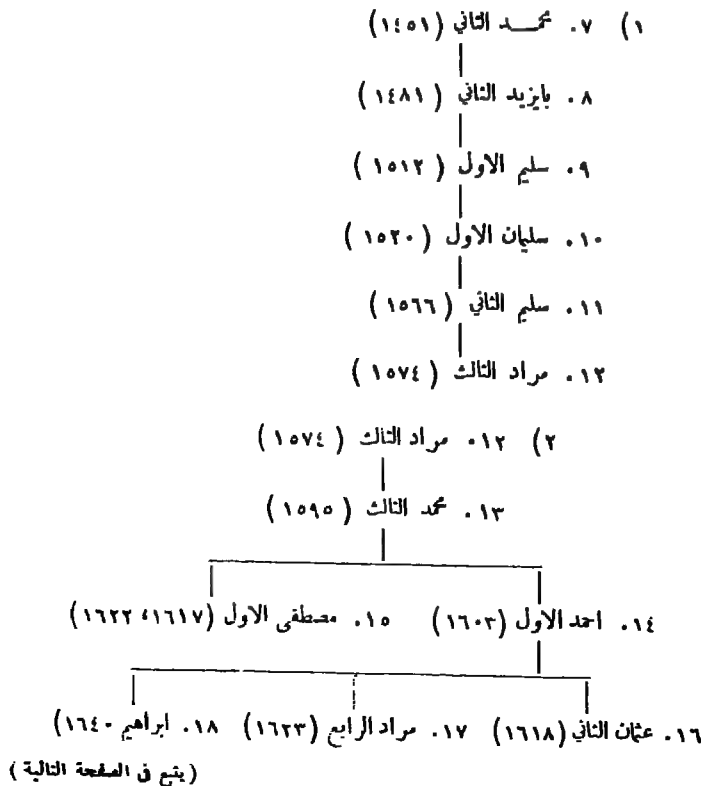 ١) ٧. محمد الثاني (١٤٥١)
٨. بايزيد الثاني (١٤٨١)
٩. سليم الاول (١٥١٢)
١٠. سليمان الاول (١٥٢٠)
١١. سليم الثاني (١٥٦٦)
١٢. مراد الثالث (١٥٧٤)
٢) ١٢. مراد الثالث (١٥٧٤)
١٣. محمد الثالث (١٥٩٥)
١٤. احمد الاول (١٦٠٣) ١٥. مصطفى الاول (١٦١٧، ١٦٢٢)
١٦. عثمان الثاني (١٦١٨) ١٧. مراد الرابع (١٦٢٣) ١٨. ابراهيم ١٦٤٠)
(يتبع في الصفحة التالية)